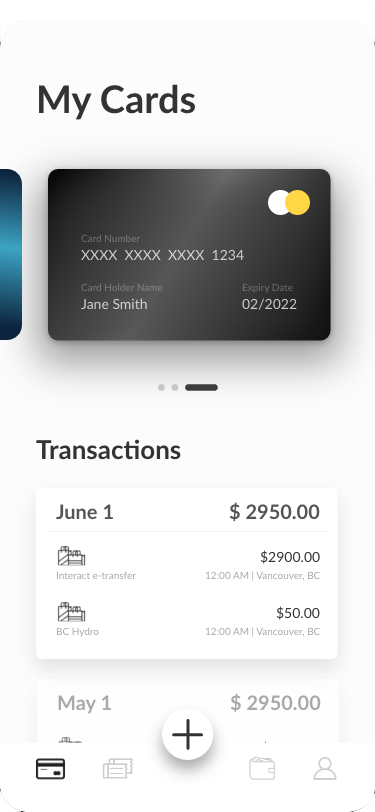 My Cards
Card Number
XXXX XXXX XXXX 1234
Card Holder Name Expiry Date
Jane Smith 02/2022
Transactions
June 1 $ 2950.00
$2900.00
Interact e-transfer 12:00 AM | Vancouver, BC
$50.00
BC Hydro 12:00 AM | Vancouver, BC
May 1 $ 2950.00